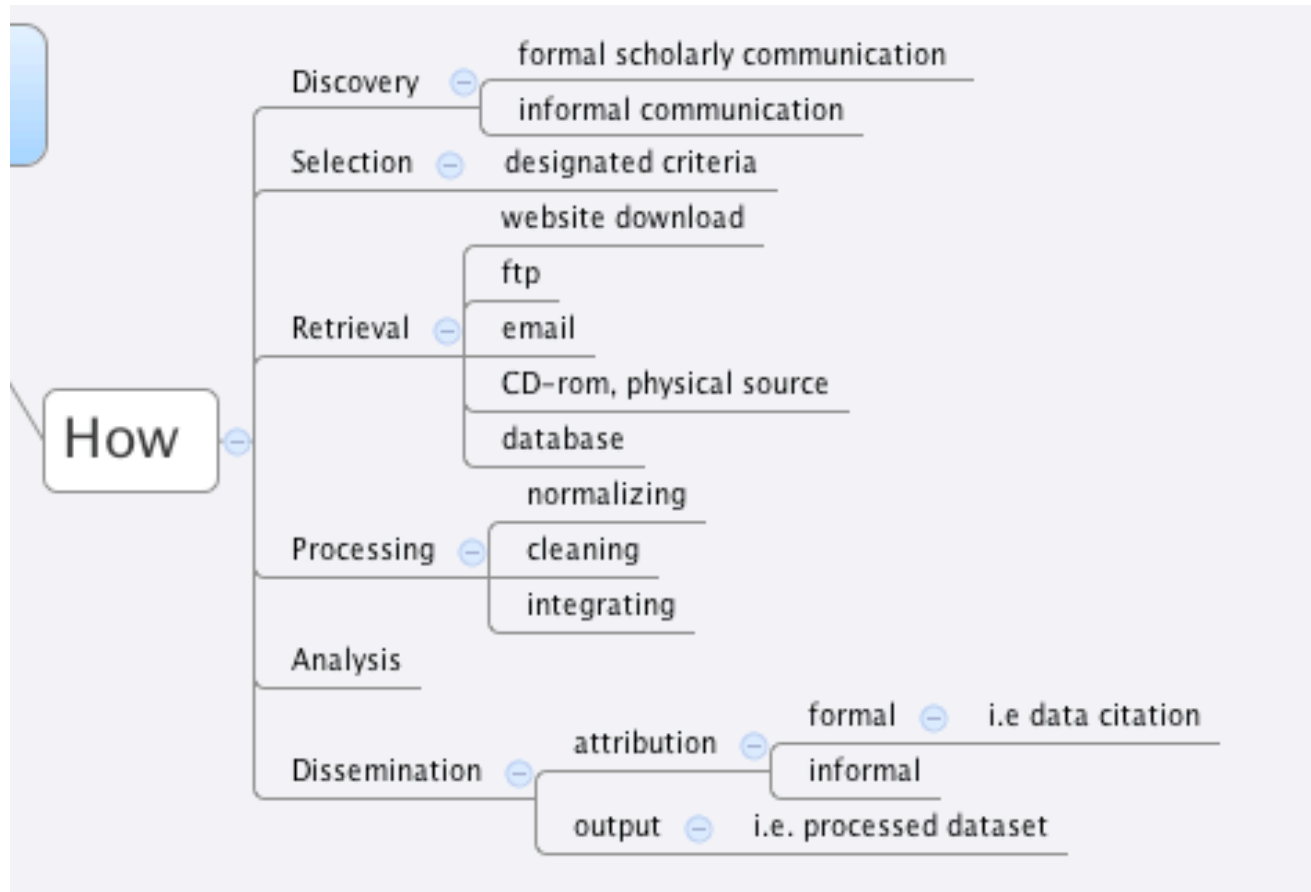 How
Discovery
formal scholarly communication
informal communication
Selection
designated criteria
Retrieval
website download
ftp
email
CD-rom, physical source
database
Processing
normalizing
cleaning
integrating
Analysis
Dissemination
attribution
formal
i.e data citation
informal
output
i.e. processed dataset